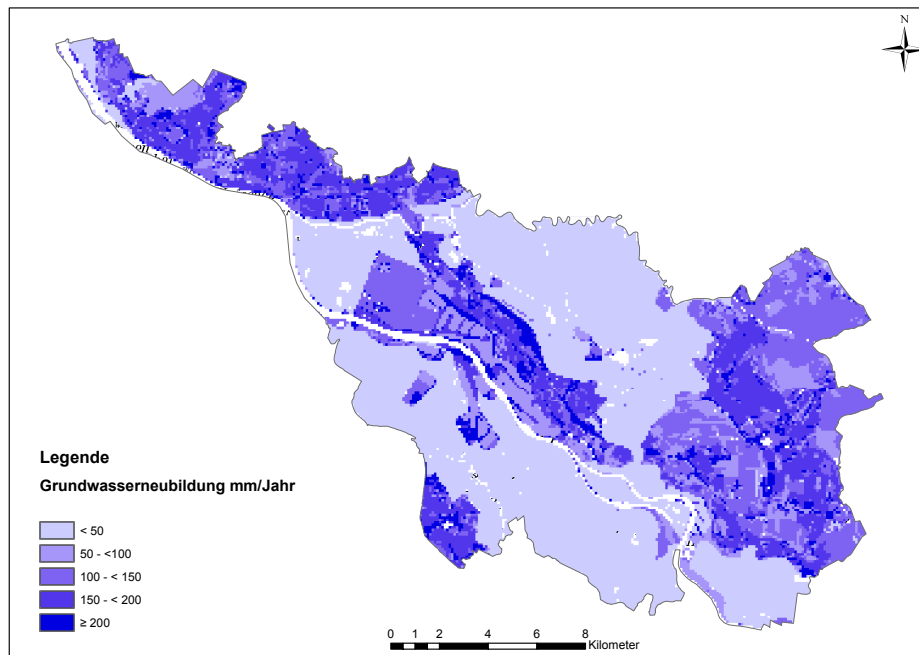 N
Legende
Grundwasserneubildung mm/Jahr
< 50
50 - <100
100 - < 150
150 - < 200
≥ 200
0 1 2 4 6 8
Kilometer